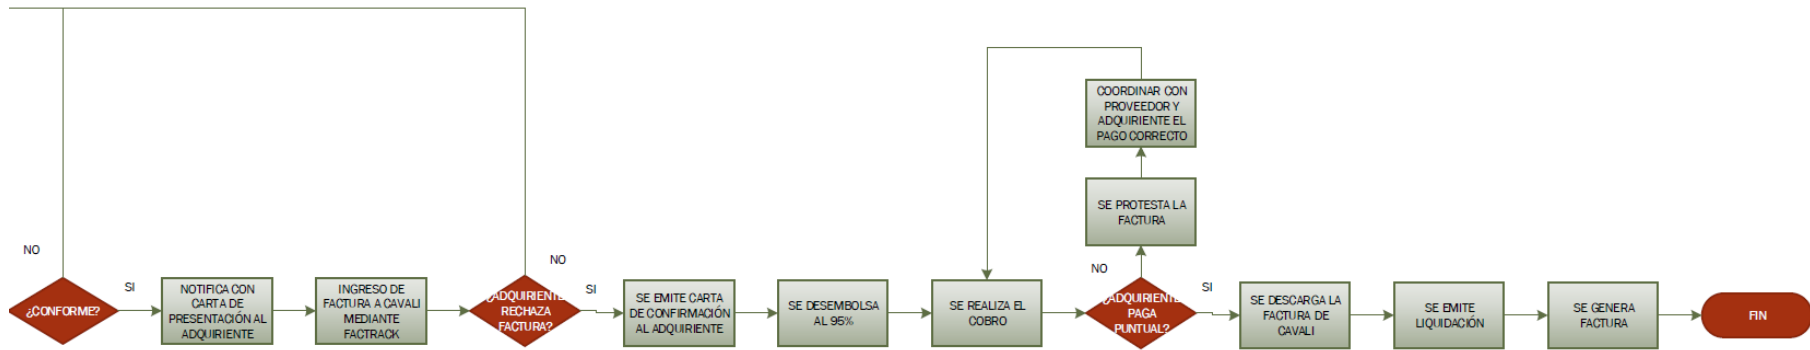 NO
¿CONFORME?
SI
NOTIFICA CON
CARTA DE
PRESENTACIÓN AL
ADQUIRIENTE
INGRESO DE
FACTURA A CAVALI
MEDIANTE
FACTRACK
NO
¿ADQUIRIENTE
RECHAZA
FACTURA?
SI
SE EMITE CARTA
DE CONFIRMACIÓN
AL ADQUIRIENTE
SE DESEMBOLSA
AL 95%
SE REALIZA EL
COBRO
COORDINAR CON
PROVEEDOR Y
ADQUIRIENTE EL
PAGO CORRECTO
SE PROTESTA LA
FACTURA
NO
¿ADQUIRIENTE
PAGA
PUNTUAL?
SI
SE DESCARGA LA
FACTURA DE
CAVALI
SE EMITE
LIQUIDACIÓN
SE GENERA
FACTURA
FIN